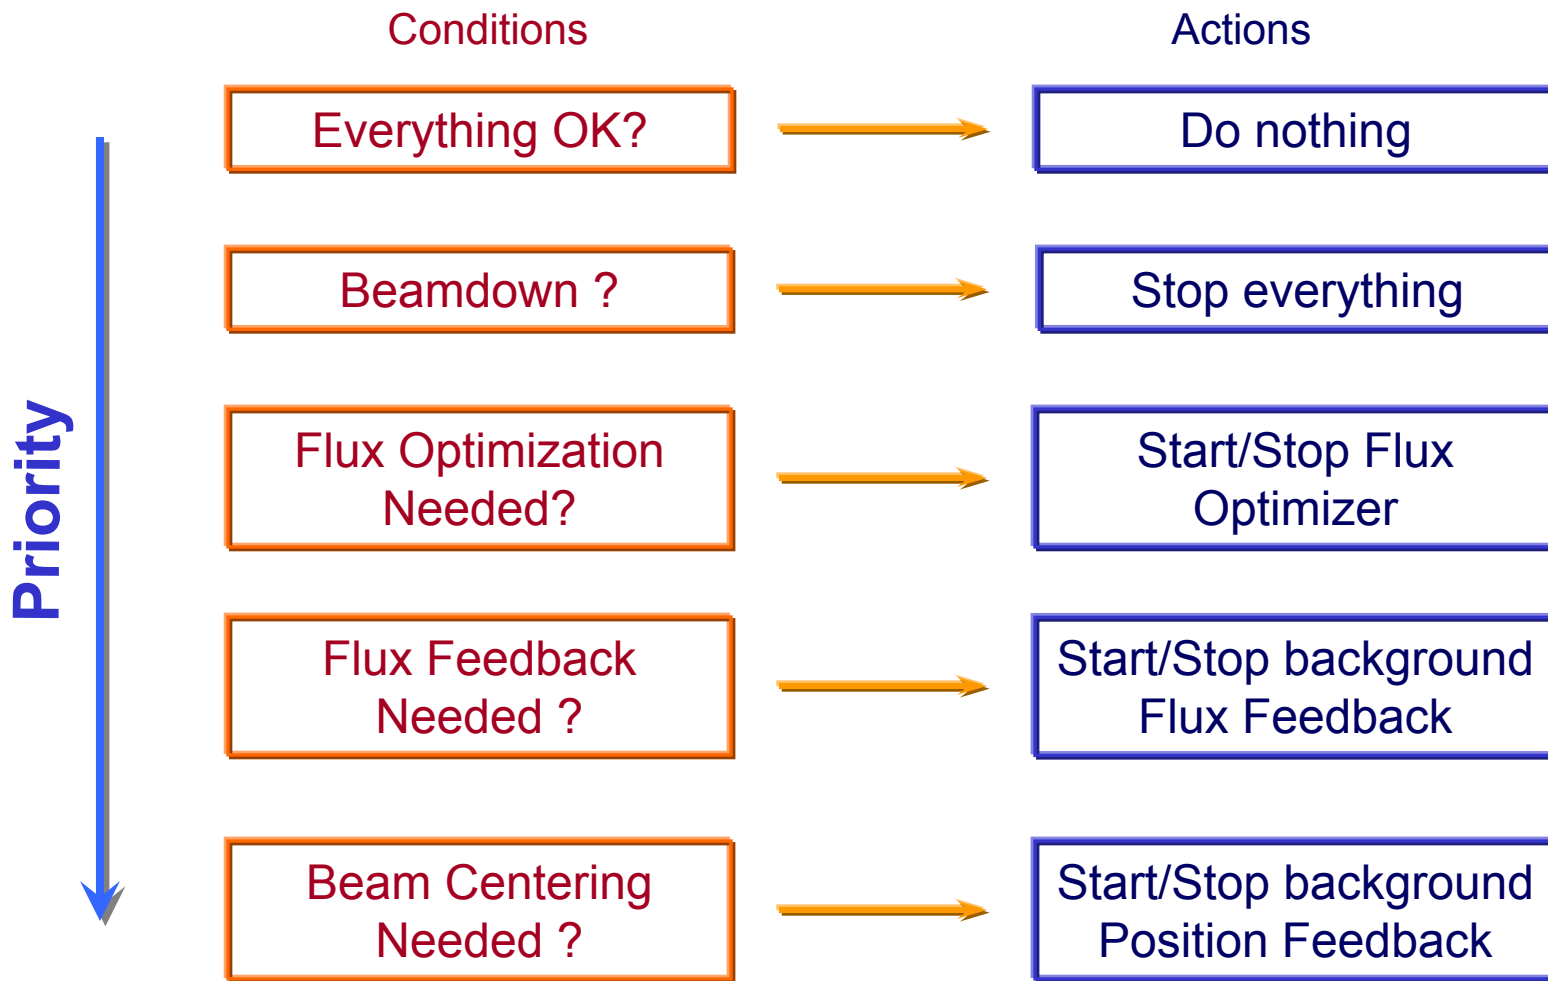 Conditions
Actions
Priority
Everything OK?
Do nothing
Beamdown ?
Stop everything
Flux Optimization
Needed?
Start/Stop Flux
Optimizer
Flux Feedback
Needed ?
Start/Stop background
Flux Feedback
Beam Centering
Needed ?
Start/Stop background
Position Feedback